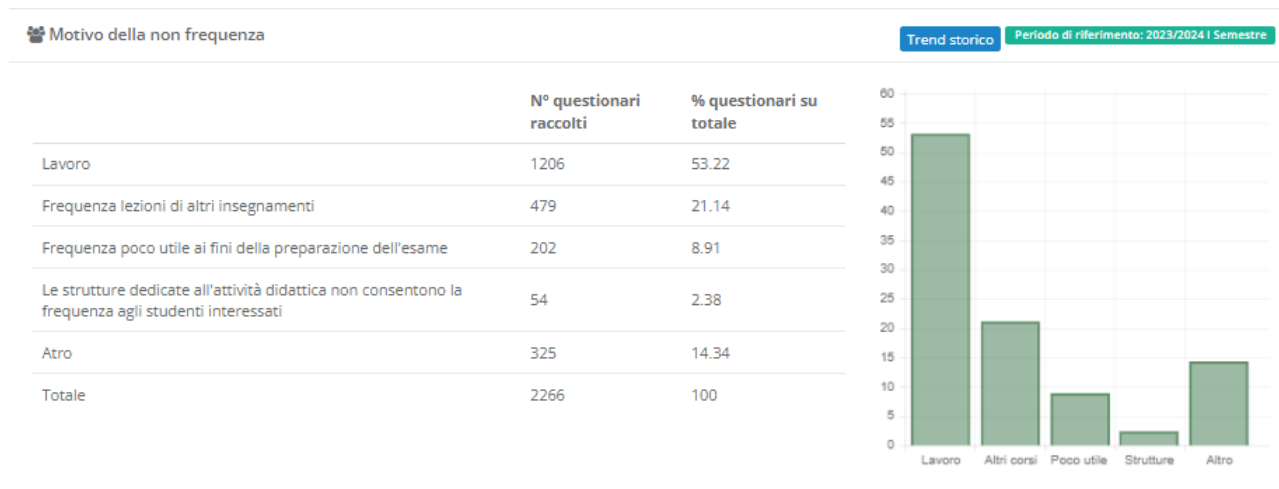 Motivo della non frequenza
Trend storico
Periodo di riferimento: 2023/2024 I Semestre
N° questionari raccolti % questionari su totale
Lavoro 1206 53.22
Frequenza lezioni di altri insegnamenti 479 21.14
Frequenza poco utile ai fini della preparazione dell'esame 202 8.91
Le strutture dedicate all'attività didattica non consentono la
frequenza agli studenti interessati 54 2.38
Atro 325 14.34
Totale 2266 100
60
55
50
45
40
35
30
25
20
15
10
5
0
Lavoro Altri corsi Poco utile Strutture Altro